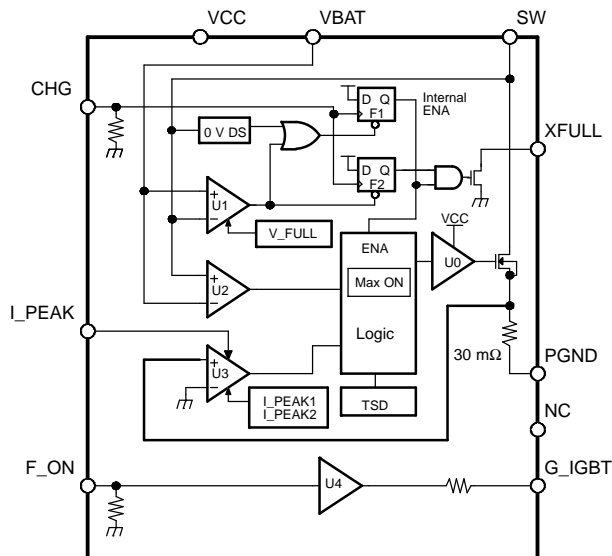 VCC
VBAT
SW
CHG
D Q
F1
Internal
ENA
0 V DS
XFULL
D Q
F2
+
U1
−
V_FULL
VCC
ENA
U0
+
U2
−
Max ON
I_PEAK
Logic
+
U3
−
30 mΩ
PGND
I_PEAK1
I_PEAK2
TSD
NC
F_ON
U4
G_IGBT